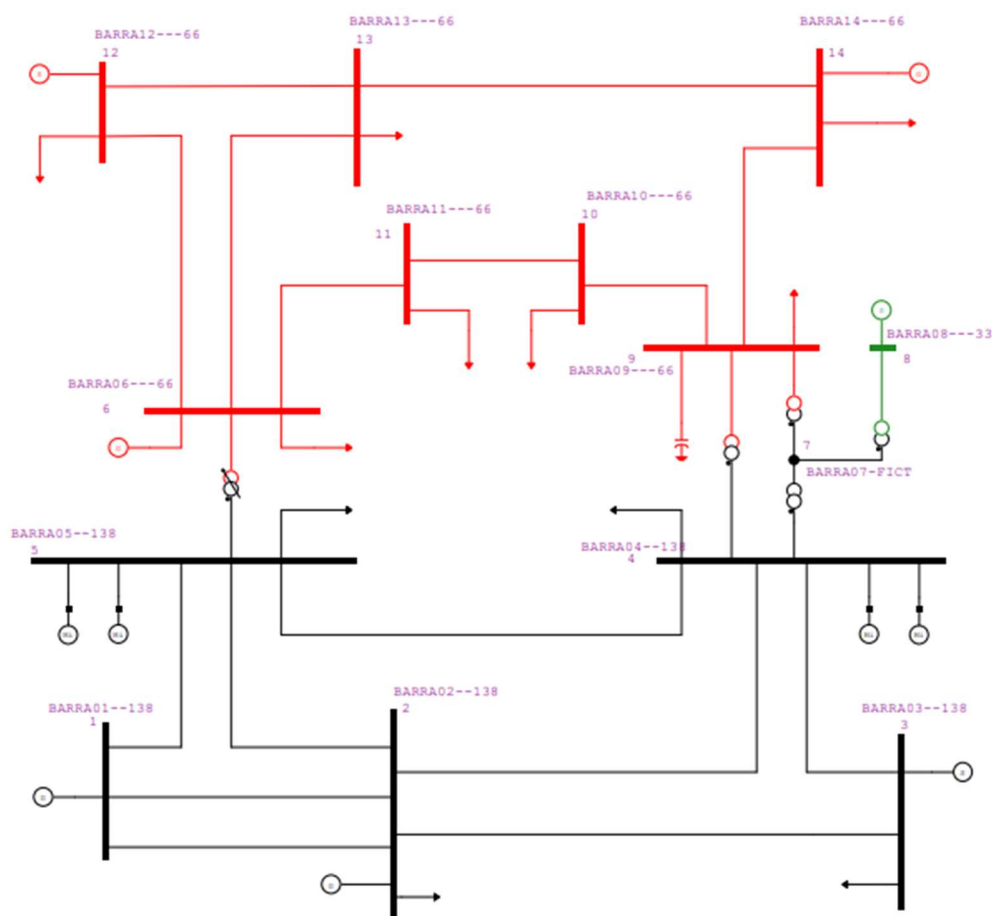 BARRA12---66
12
BARRA13---66
13
BARRA14---66
14
BARRA11---66
11
BARRA10---66
10
9
BARRA09---66
BARRA08---33
8
BARRA06---66
6
7
BARRA07-FICT
BARRA05--138
5
BARRA04--138
4
BARRA01--138
1
BARRA02--138
2
BARRA03--138
3